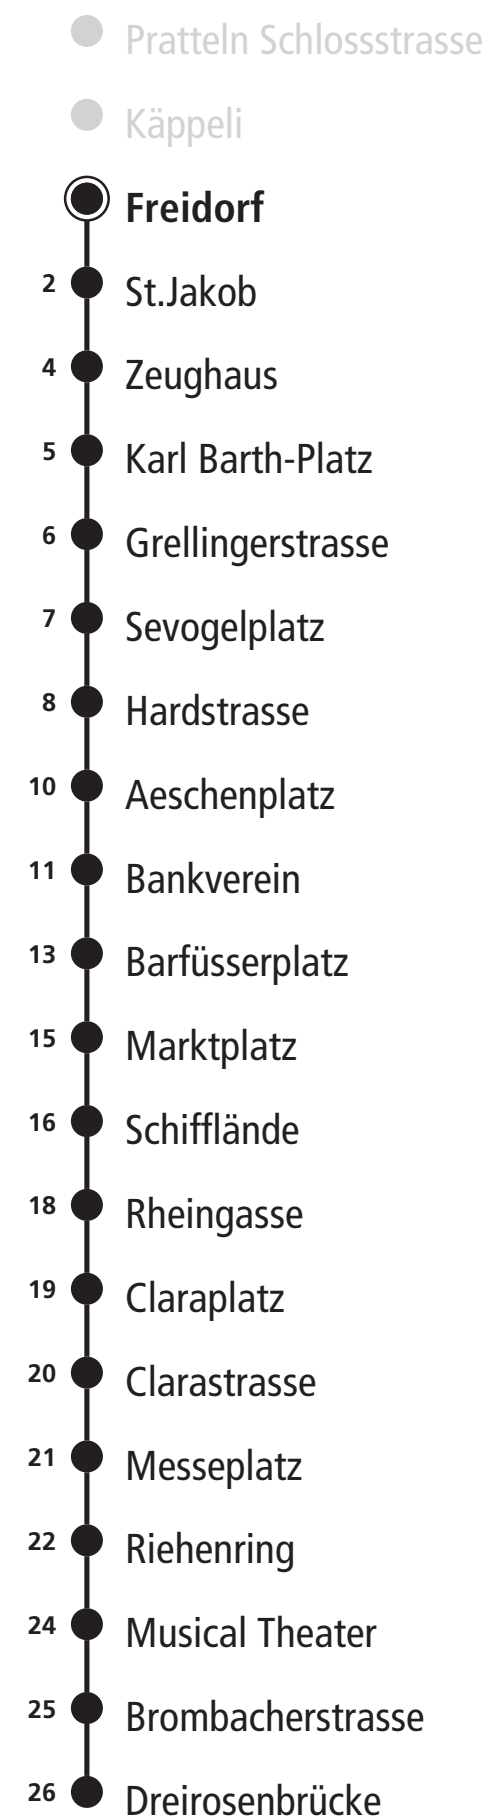 Pratteln Schlossstrasse
Käppeli
Freidorf
2 St.Jakob
4 Zeughaus
5 Karl Barth-Platz
6 Grellingerstrasse
7 Sevogelplatz
8 Hardstrasse
10 Aeschenplatz
11 Bankverein
13 Barfüsserplatz
15 Marktplatz
16 Schifflände
18 Rheingasse
19 Claraplatz
20 Clarastrasse
21 Messeplatz
22 Riehenring
24 Musical Theater
25 Brombacherstrasse
26 Dreirosenbrücke